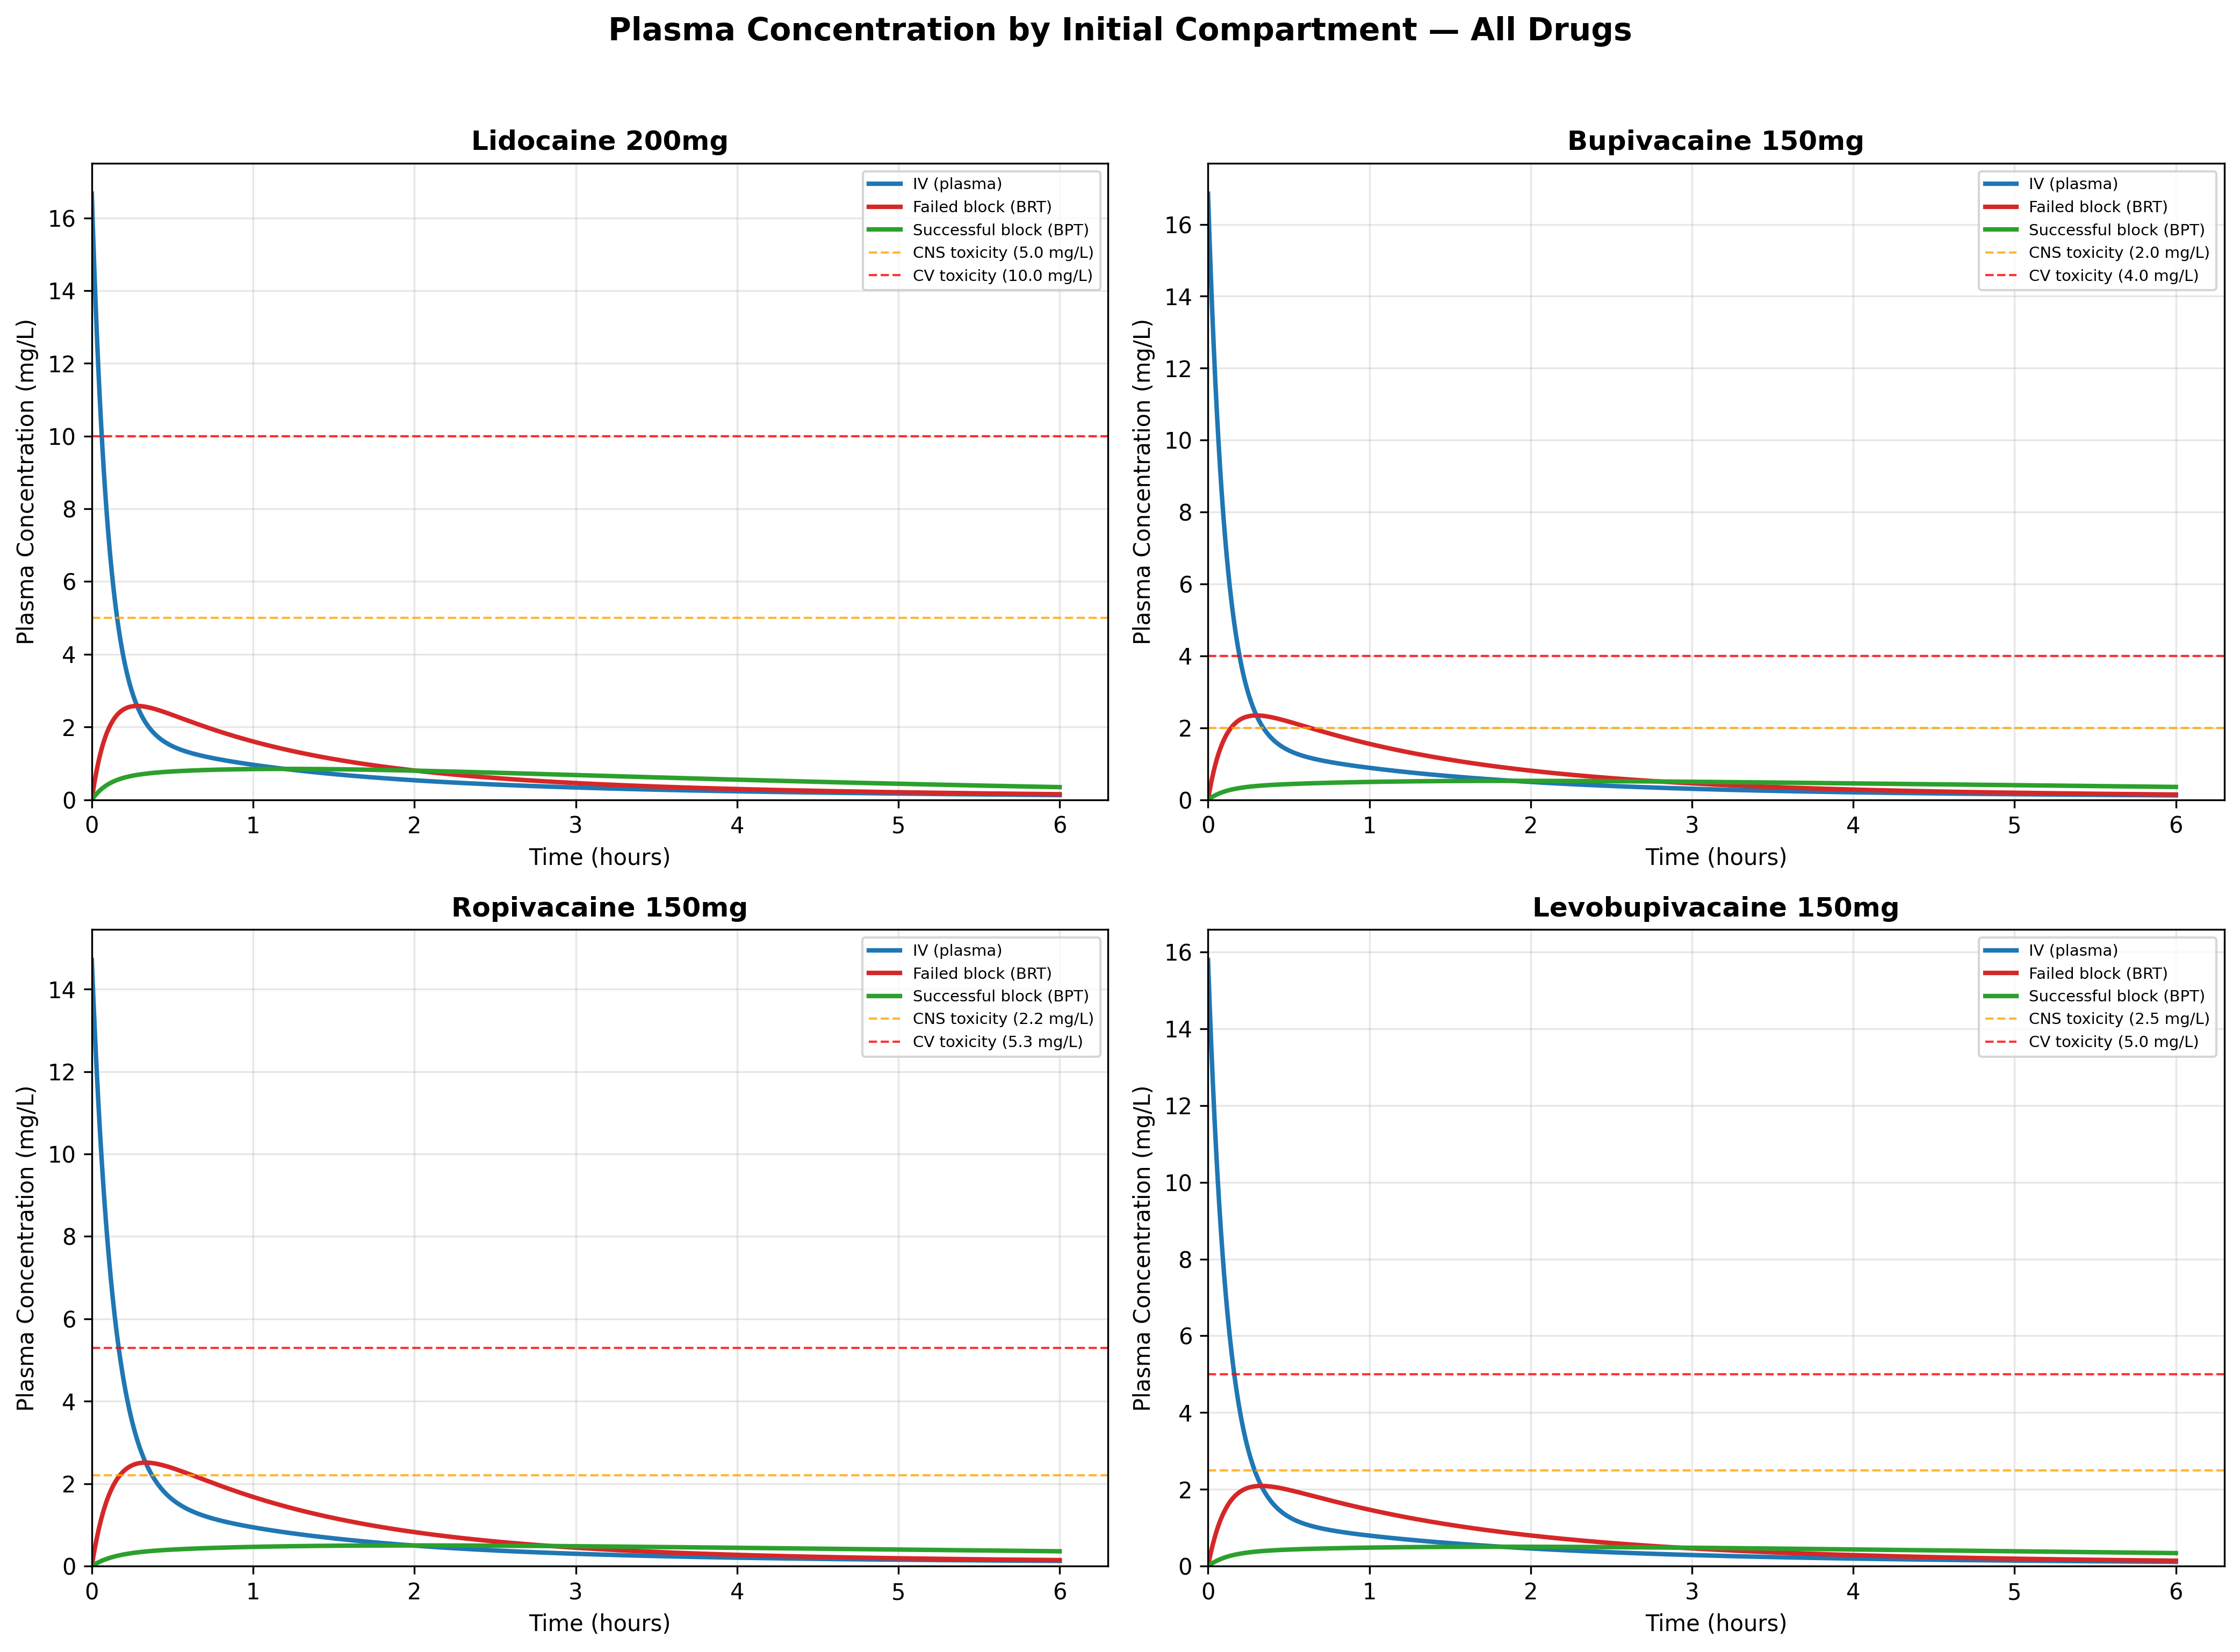 Plasma Concentration by Initial Compartment — All Drugs
Lidocaine 200mg
Plasma Concentration (mg/L)
16
14
12
10
8
6
4
2
0
IV (plasma)
Failed block (BRT)
Successful block (BPT)
CNS toxicity (5.0 mg/L)
CV toxicity (10.0 mg/L)
0 1 2 3 4 5 6
Time (hours)
Bupivacaine 150mg
Plasma Concentration (mg/L)
16
14
12
10
8
6
4
2
0
IV (plasma)
Failed block (BRT)
Successful block (BPT)
CNS toxicity (2.0 mg/L)
CV toxicity (4.0 mg/L)
0 1 2 3 4 5 6
Time (hours)
Ropivacaine 150mg
Plasma Concentration (mg/L)
14
12
10
8
6
4
2
0
IV (plasma)
Failed block (BRT)
Successful block (BPT)
CNS toxicity (2.2 mg/L)
CV toxicity (5.3 mg/L)
0 1 2 3 4 5 6
Time (hours)
Levobupivacaine 150mg
Plasma Concentration (mg/L)
16
14
12
10
8
6
4
2
0
IV (plasma)
Failed block (BRT)
Successful block (BPT)
CNS toxicity (2.5 mg/L)
CV toxicity (5.0 mg/L)
0 1 2 3 4 5 6
Time (hours)